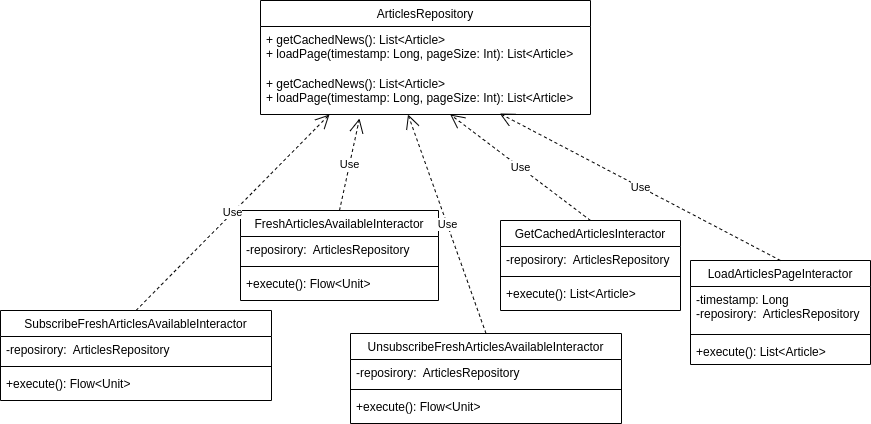 ArticlesRepository
+ getCachedNews(): List<Article>
+ loadPage(timestamp: Long, pageSize: Int): List<Article>
+ getCachedNews(): List<Article>
+ loadPage(timestamp: Long, pageSize: Int): List<Article>
Use
Use
Use
Use
Use
FreshArticlesAvailableInteractor
-reposirory:  ArticlesRepository
+execute(): Flow<Unit>
GetCachedArticlesInteractor
-reposirory:  ArticlesRepository
+execute(): List<Article>
LoadArticlesPageInteractor
-timestamp: Long
-reposirory:  ArticlesRepository
+execute(): List<Article>
SubscribeFreshArticlesAvailableInteractor
-reposirory:  ArticlesRepository
+execute(): Flow<Unit>
UnsubscribeFreshArticlesAvailableInteractor
-reposirory:  ArticlesRepository
+execute(): Flow<Unit>